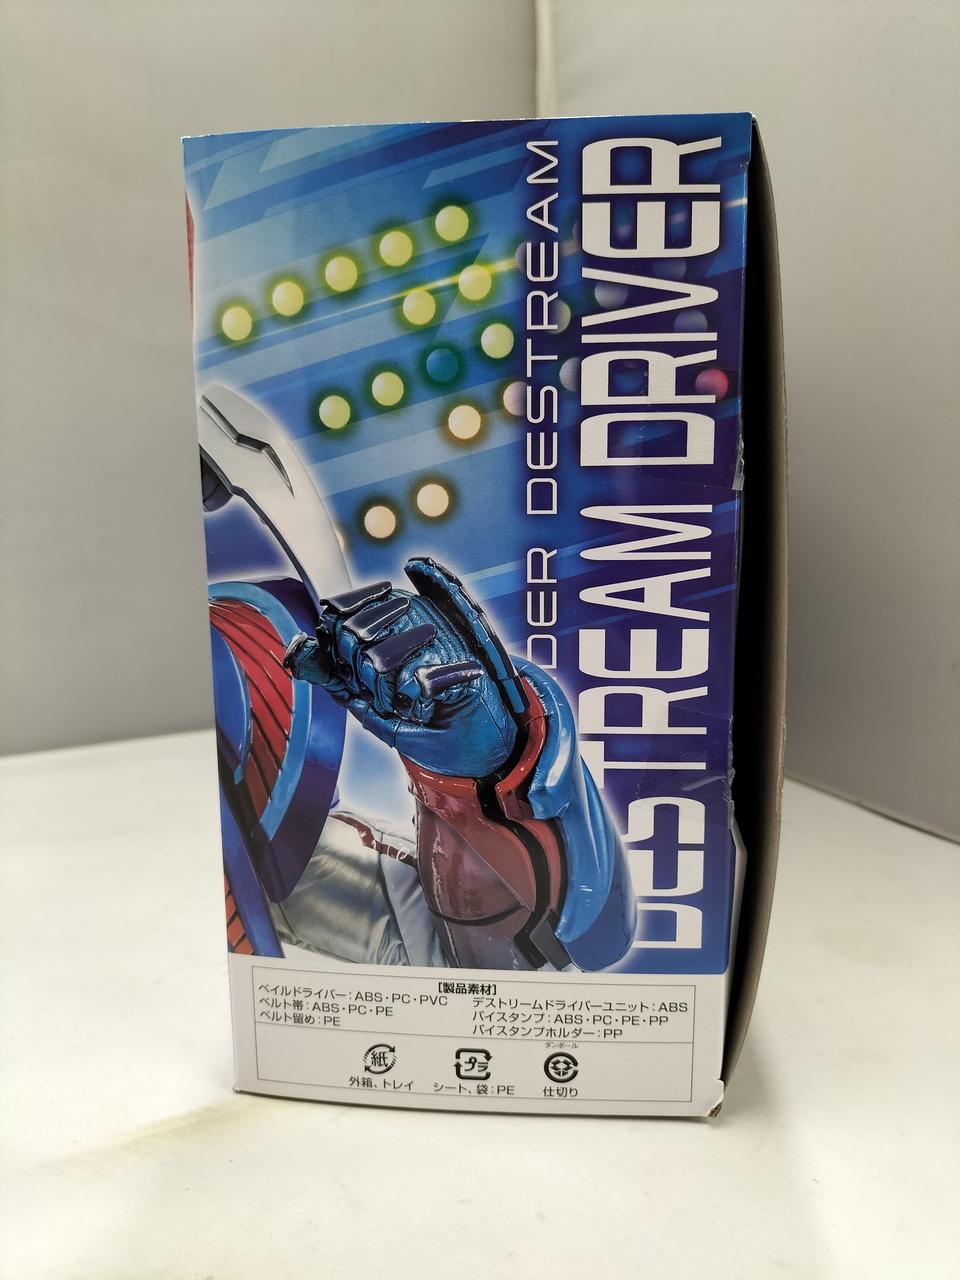 DER DESTREAM
DESTREAM DRIVER
【製品素材】
ベイルドライバー：ABS・PC・PVC
ベルト帯：ABS・PC・PE
ベルト留め：PE
デストリームドライバーユニット：ABS
バイスタンプ：ABS・PC・PE・PP
バイスタンプホルダー：PP
紙
外箱、トレイ
プラ
シート、袋：PE
ダンボール
仕切り